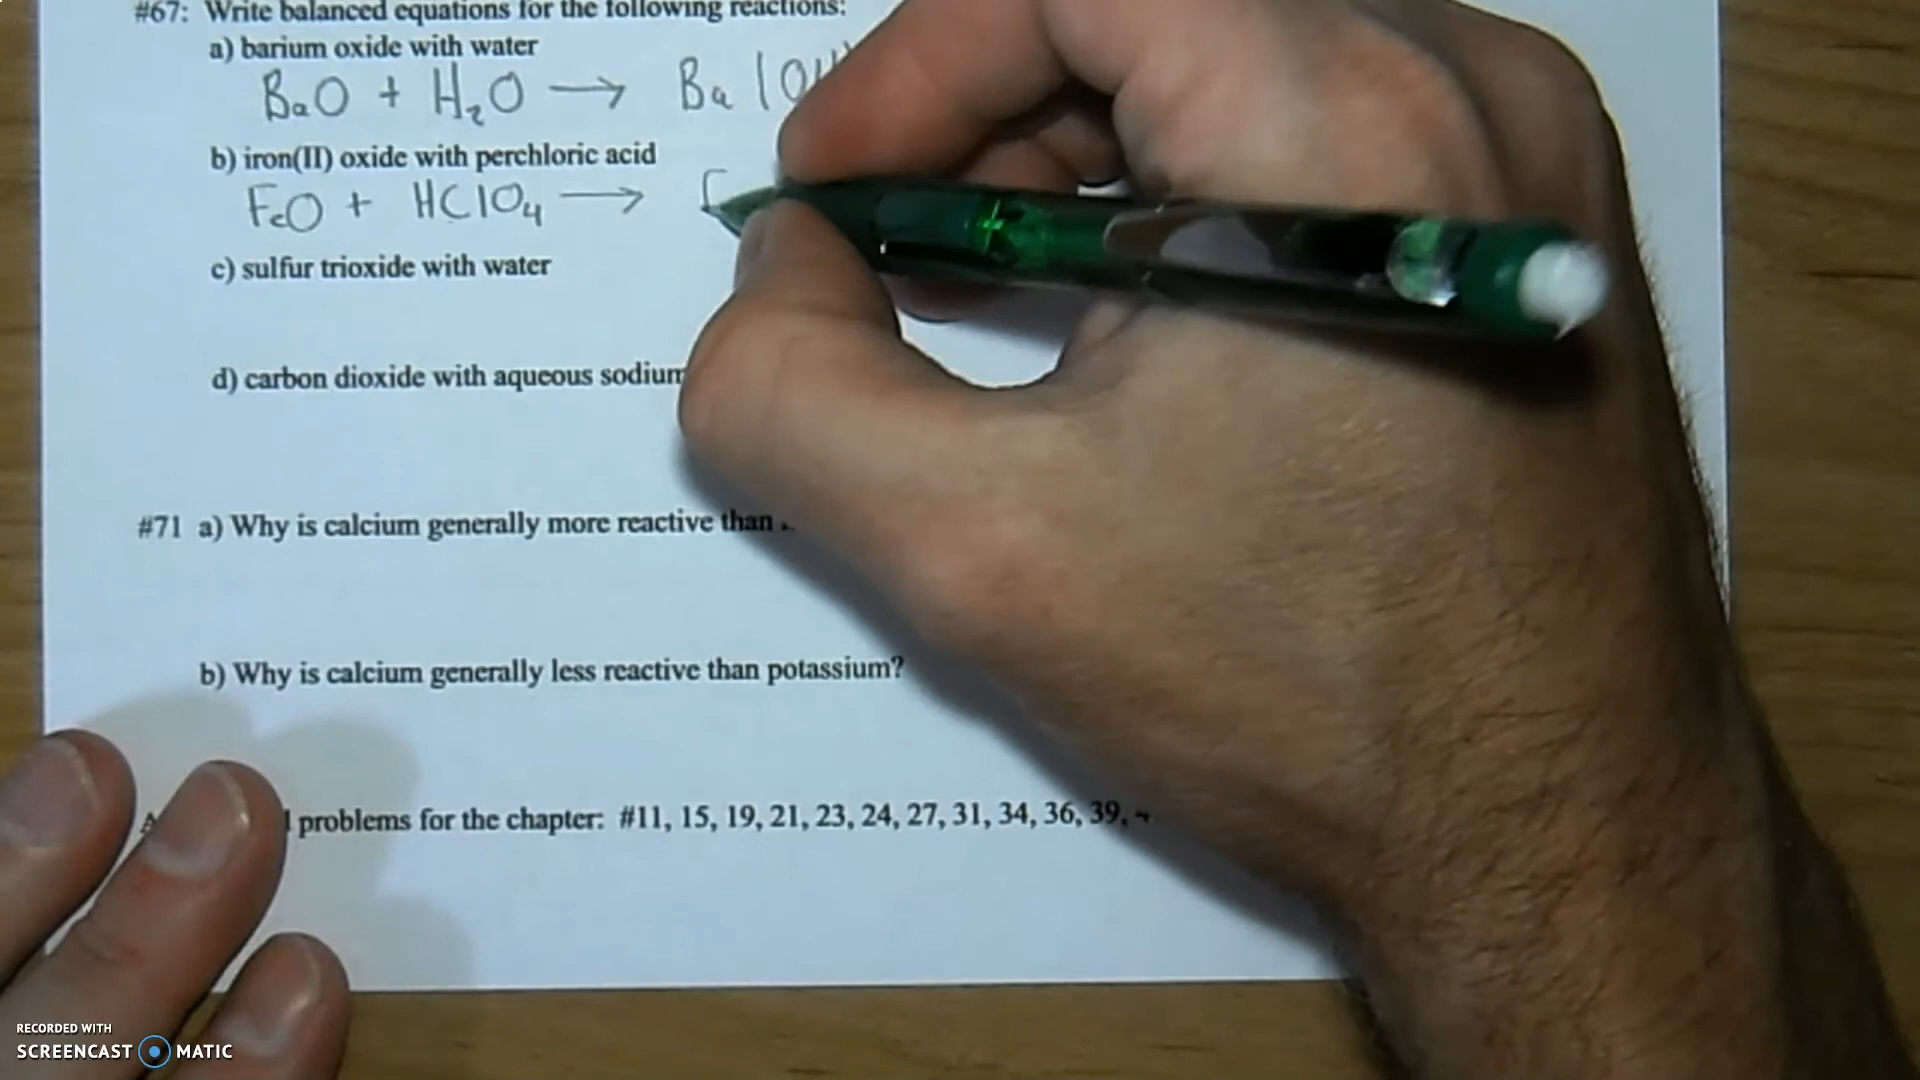 #67: Write balanced equations for the following reactions:
a) barium oxide with water
BaO + H₂O → Ba(OH)
b) iron(II) oxide with perchloric acid
FeO + HClO₄ → F
c) sulfur trioxide with water
d) carbon dioxide with aqueous sodium
#71 a) Why is calcium generally more reactive than
b) Why is calcium generally less reactive than potassium?
problems for the chapter: #11, 15, 19, 21, 23, 24, 27, 31, 34, 36, 39,
RECORDED WITH
SCREENCAST MATIC